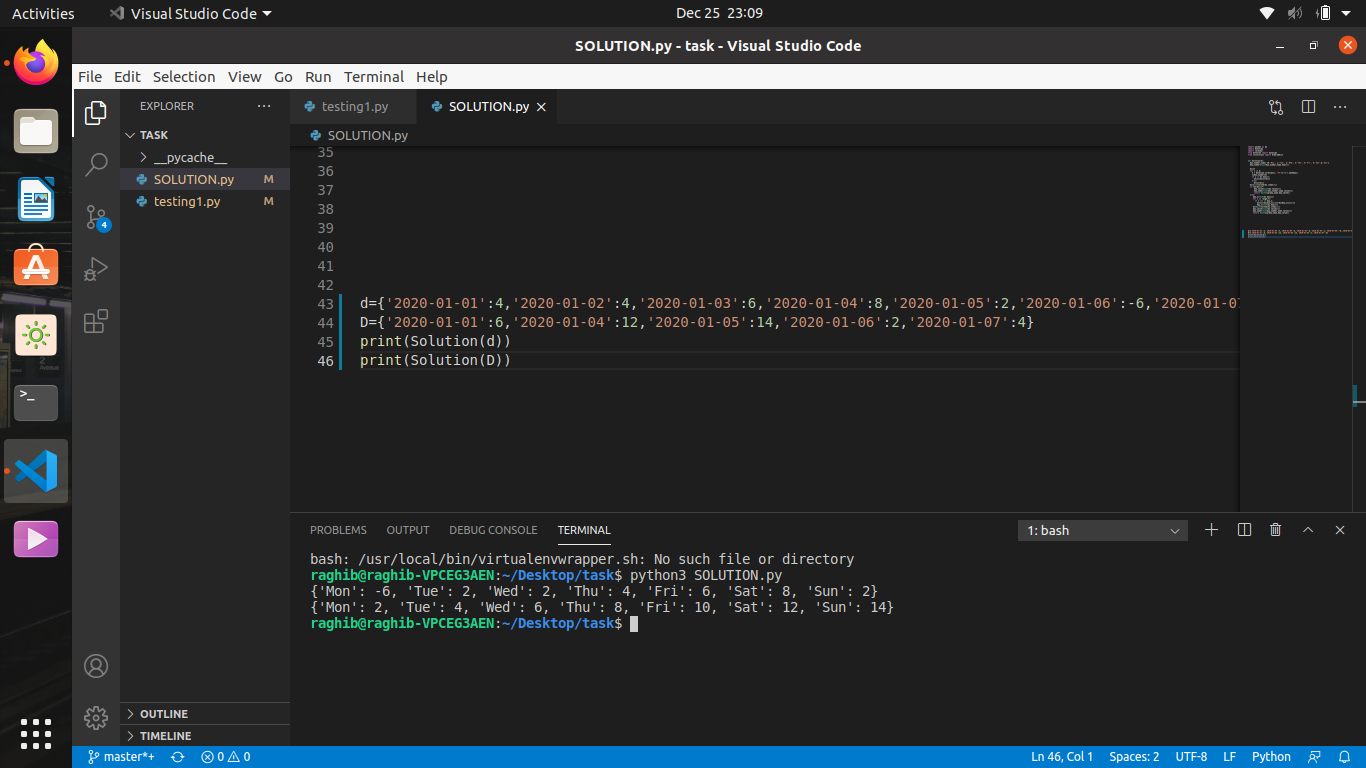 Activities
Visual Studio Code
Dec 25 23:09
SOLUTION.py - task - Visual Studio Code
File Edit Selection View Go Run Terminal Help
EXPLORER
TASK
__pycache__
SOLUTION.py M
testing1.py M
4
OUTLINE
TIMELINE
testing1.py
SOLUTION.py
SOLUTION.py
35
36
37
38
39
40
41
42
43 d={'2020-01-01':4,'2020-01-02':4,'2020-01-03':6,'2020-01-04':8,'2020-01-05':2,'2020-01-06':-6,'2020-01-07
44 D={'2020-01-01':6,'2020-01-04':12,'2020-01-05':14,'2020-01-06':2,'2020-01-07':4}
45 print(Solution(d))
46 print(Solution(D))
PROBLEMS OUTPUT DEBUG CONSOLE TERMINAL
1: bash
bash: /usr/local/bin/virtualenvwrapper.sh: No such file or directory
raghib@raghib-VPCEG3AEN:~/Desktop/task$ python3 SOLUTION.py
{'Mon': -6, 'Tue': 2, 'Wed': 2, 'Thu': 4, 'Fri': 6, 'Sat': 8, 'Sun': 2}
{'Mon': 2, 'Tue': 4, 'Wed': 6, 'Thu': 8, 'Fri': 10, 'Sat': 12, 'Sun': 14}
raghib@raghib-VPCEG3AEN:~/Desktop/task$
master*+ 0 0
Ln 46, Col 1 Spaces: 2 UTF-8 LF Python